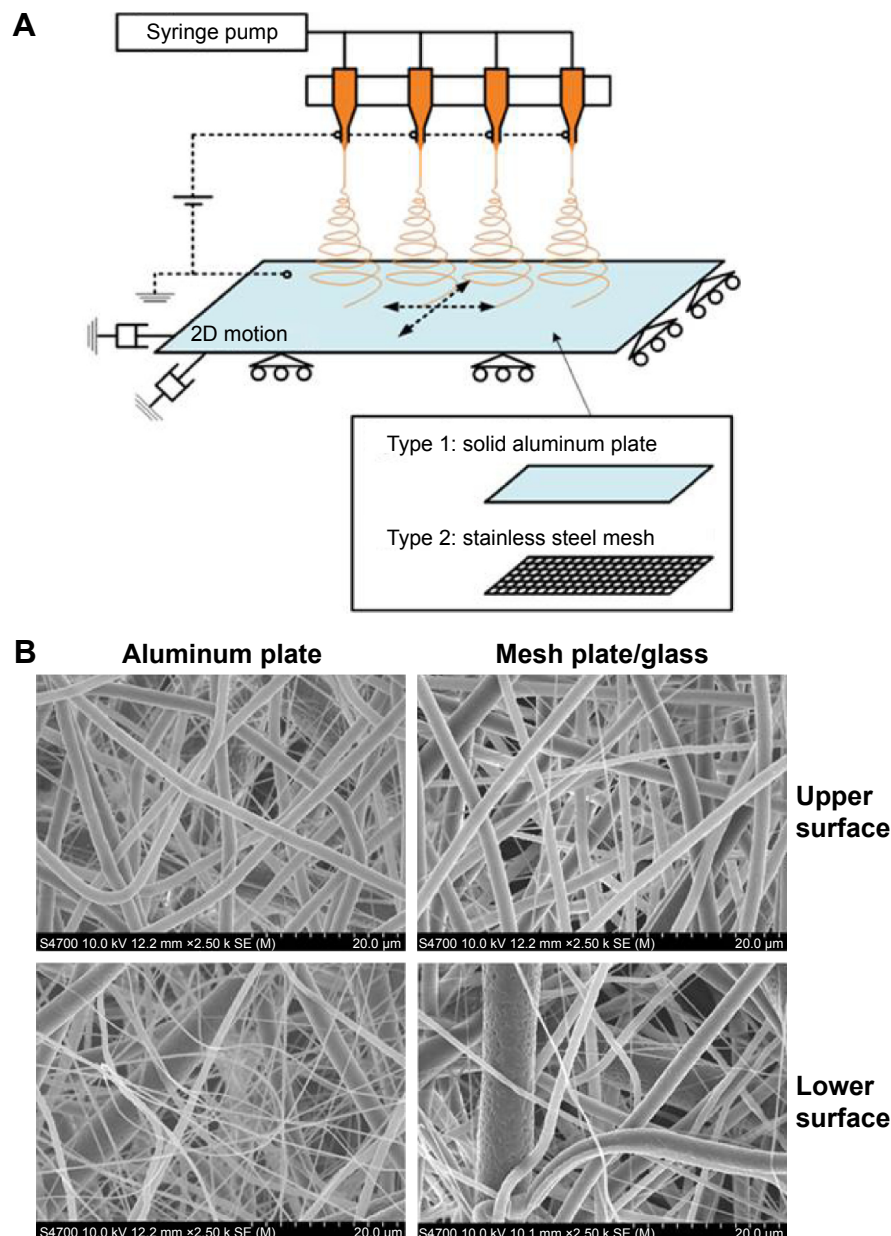 A
Syringe pump
2D motion
Type 1: solid aluminum plate
Type 2: stainless steel mesh
B
Aluminum plate
Mesh plate/glass
Upper
surface
S4700 10.0 kV 12.2 mm ×2.50 k SE (M) 20.0 µm
S4700 10.0 kV 12.2 mm ×2.50 k SE (M) 20.0 µm
Lower
surface
S4700 10.0 kV 12.2 mm ×2.50 k SE (M) 20.0 µm
S4700 10.0 kV 10.1 mm ×2.50 k SE (M) 20.0 µm